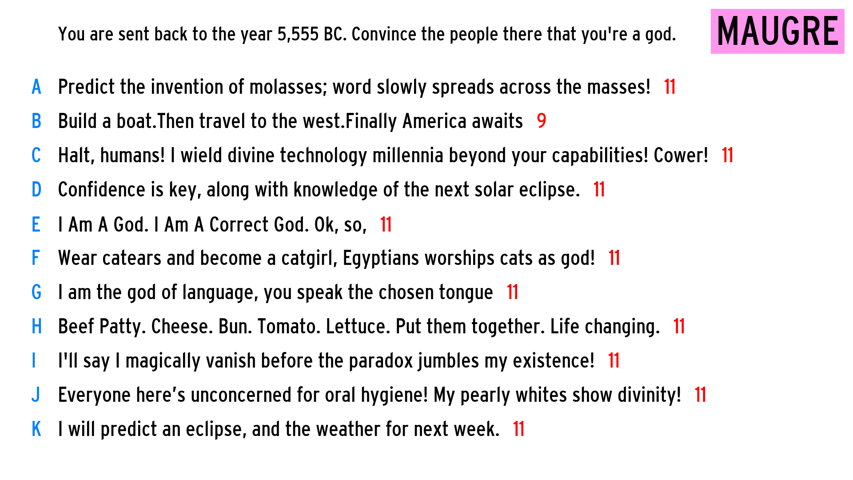 You are sent back to the year 5,555 BC. Convince the people there that you're a god. MAUGRE
A Predict the invention of molasses; word slowly spreads across the masses! 11
B Build a boat.Then travel to the west.Finally America awaits 9
C Halt, humans! I wield divine technology millennia beyond your capabilities! Cower! 11
D Confidence is key, along with knowledge of the next solar eclipse. 11
E I Am A God. I Am A Correct God. Ok, so, 11
F Wear catears and become a catgirl, Egyptians worships cats as god! 11
G I am the god of language, you speak the chosen tongue 11
H Beef Patty. Cheese. Bun. Tomato. Lettuce. Put them together. Life changing. 11
I I'll say I magically vanish before the paradox jumbles my existence! 11
J Everyone here’s unconcerned for oral hygiene! My pearly whites show divinity! 11
K I will predict an eclipse, and the weather for next week. 11